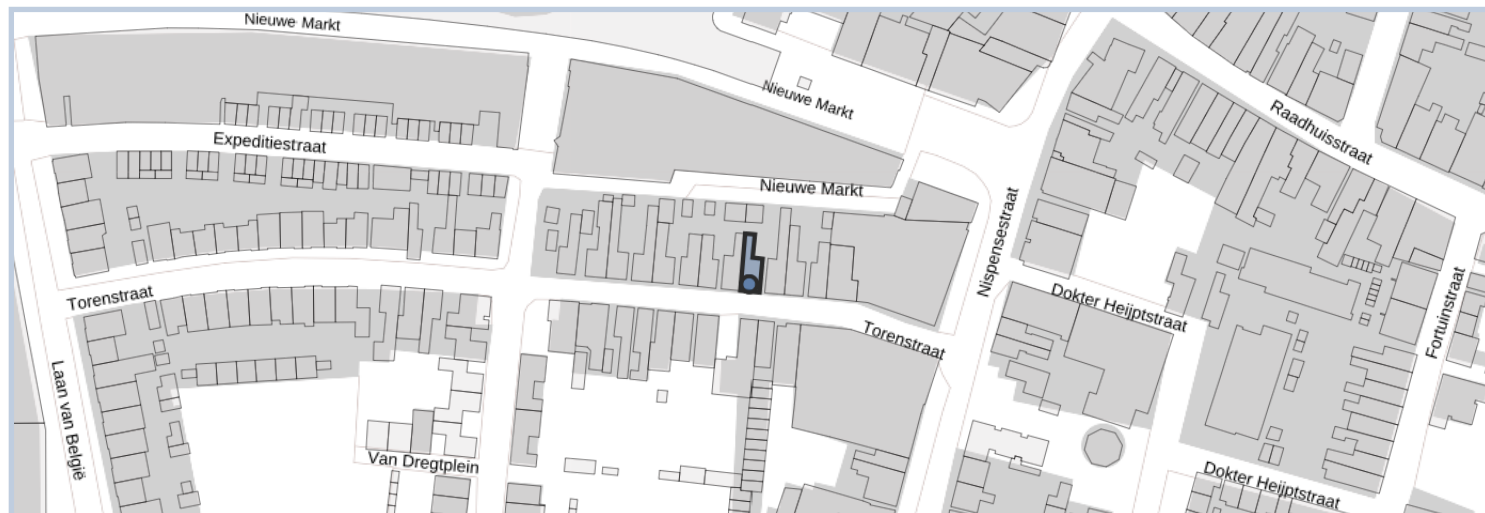 Nieuwe Markt
Nieuwe Markt
Raadhuisstraat
Expeditiestraat
Nieuwe Markt
Nispensestraat
Torenstraat
Dokter Heijptstraat
Fortuinstraat
Torenstraat
Laan van België
Van Dregtplein
Dokter Heijptstraat